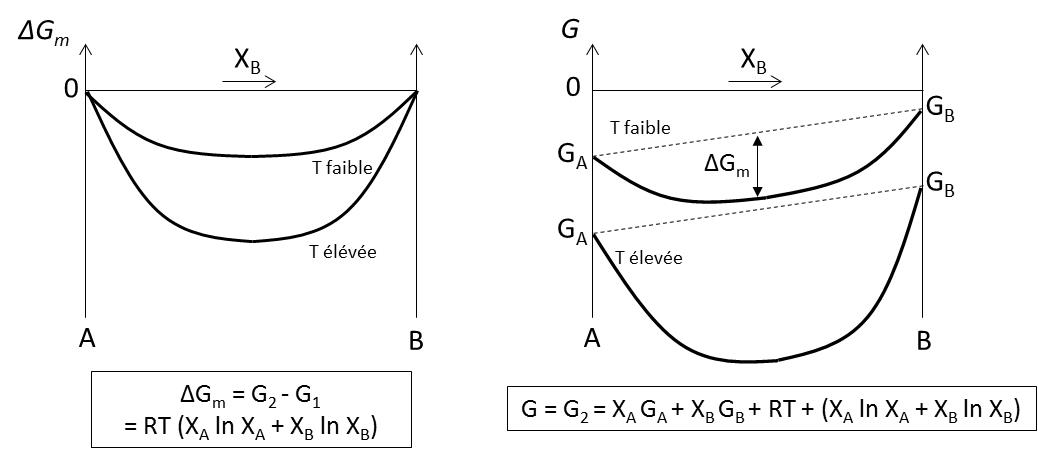 ΔGm
XB
0
T faible
T élévée
A
B
ΔGm = G2 - G1
= RT (XA ln XA + XB ln XB)
G
XB
0
GB
T faible
GA
ΔGm
GB
GA
T élevée
A
B
G = G2 = XA GA + XB GB + RT + (XA ln XA + XB ln XB)